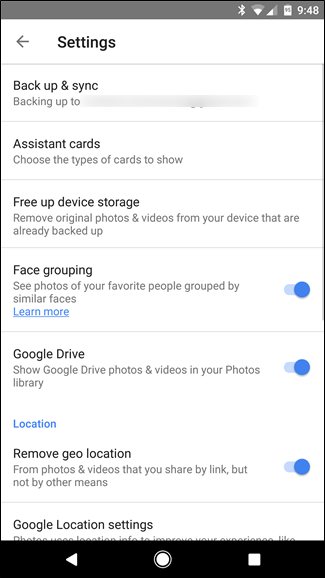 9:48
Settings
Back up & sync
Backing up to
Assistant cards
Choose the types of cards to show
Free up device storage
Remove original photos & videos from your device that are
already backed up
Face grouping
See photos of your favorite people grouped by
similar faces
Learn more
Google Drive
Show Google Drive photos & videos in your Photos
library
Location
Remove geo location
From photos & videos that you share by link, but
not by other means
Google Location settings
Photos uses location info to improve your experience, like